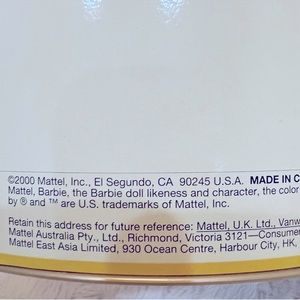 ©2000 Mattel, Inc., El Segundo, CA 90245 U.S.A. MADE IN C
Mattel, Barbie, the Barbie doll likeness and character, the color
by ® and ™ are U.S. trademarks of Mattel, Inc.
Retain this address for future reference: Mattel, U.K. Ltd., Vanw
Mattel Australia Pty., Ltd., Richmond, Victoria 3121—Consume
Mattel East Asia Limited, 930 Ocean Centre, Harbour City, HK,